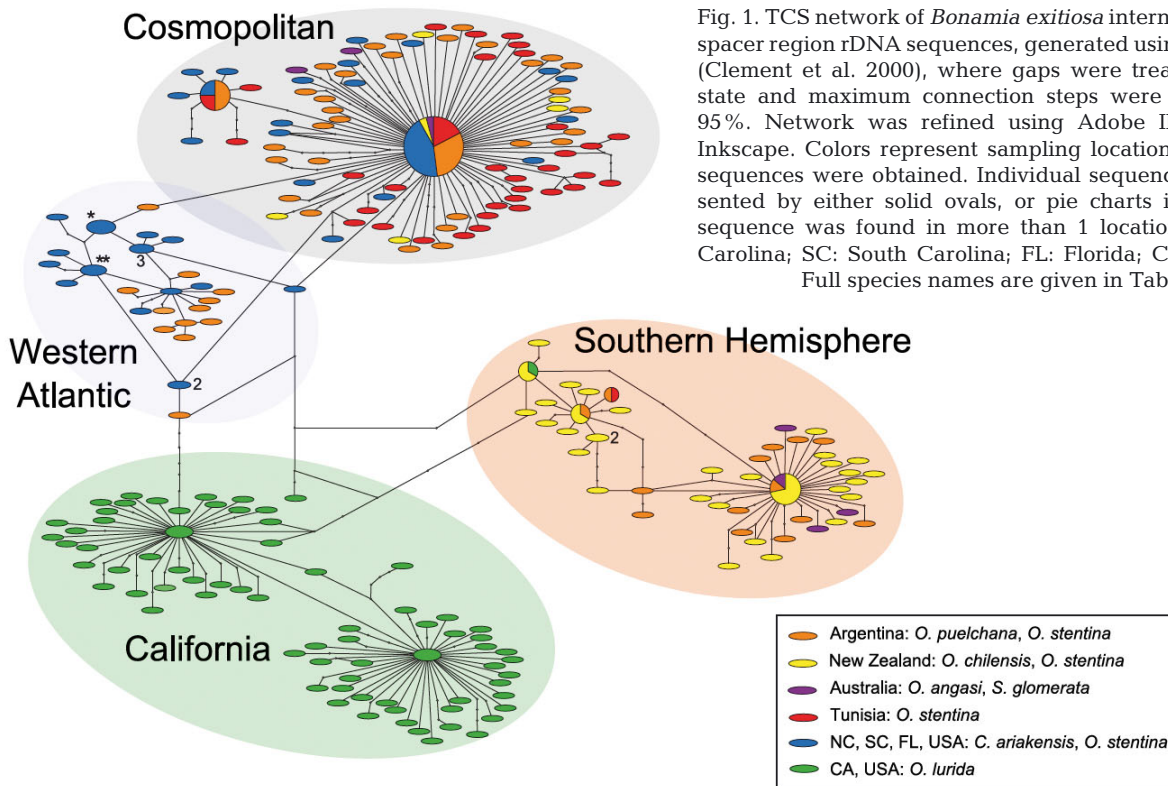 Cosmopolitan
Fig. 1. TCS network of Bonamia exitiosa intern
spacer region rDNA sequences, generated usin
(Clement et al. 2000), where gaps were trea
state and maximum connection steps were
95%. Network was refined using Adobe I
Inkscape. Colors represent sampling location
sequences were obtained. Individual sequenc
sented by either solid ovals, or pie charts i
sequence was found in more than 1 location
Carolina; SC: South Carolina; FL: Florida; C
Full species names are given in Tab
*
**
3
2
Western
Atlantic
Southern Hemisphere
2
California
Argentina: O. puelchana, O. stentina
New Zealand: O. chilensis, O. stentina
Australia: O. angasi, S. glomerata
Tunisia: O. stentina
NC, SC, FL, USA: C. ariakensis, O. stentina
CA, USA: O. lurida